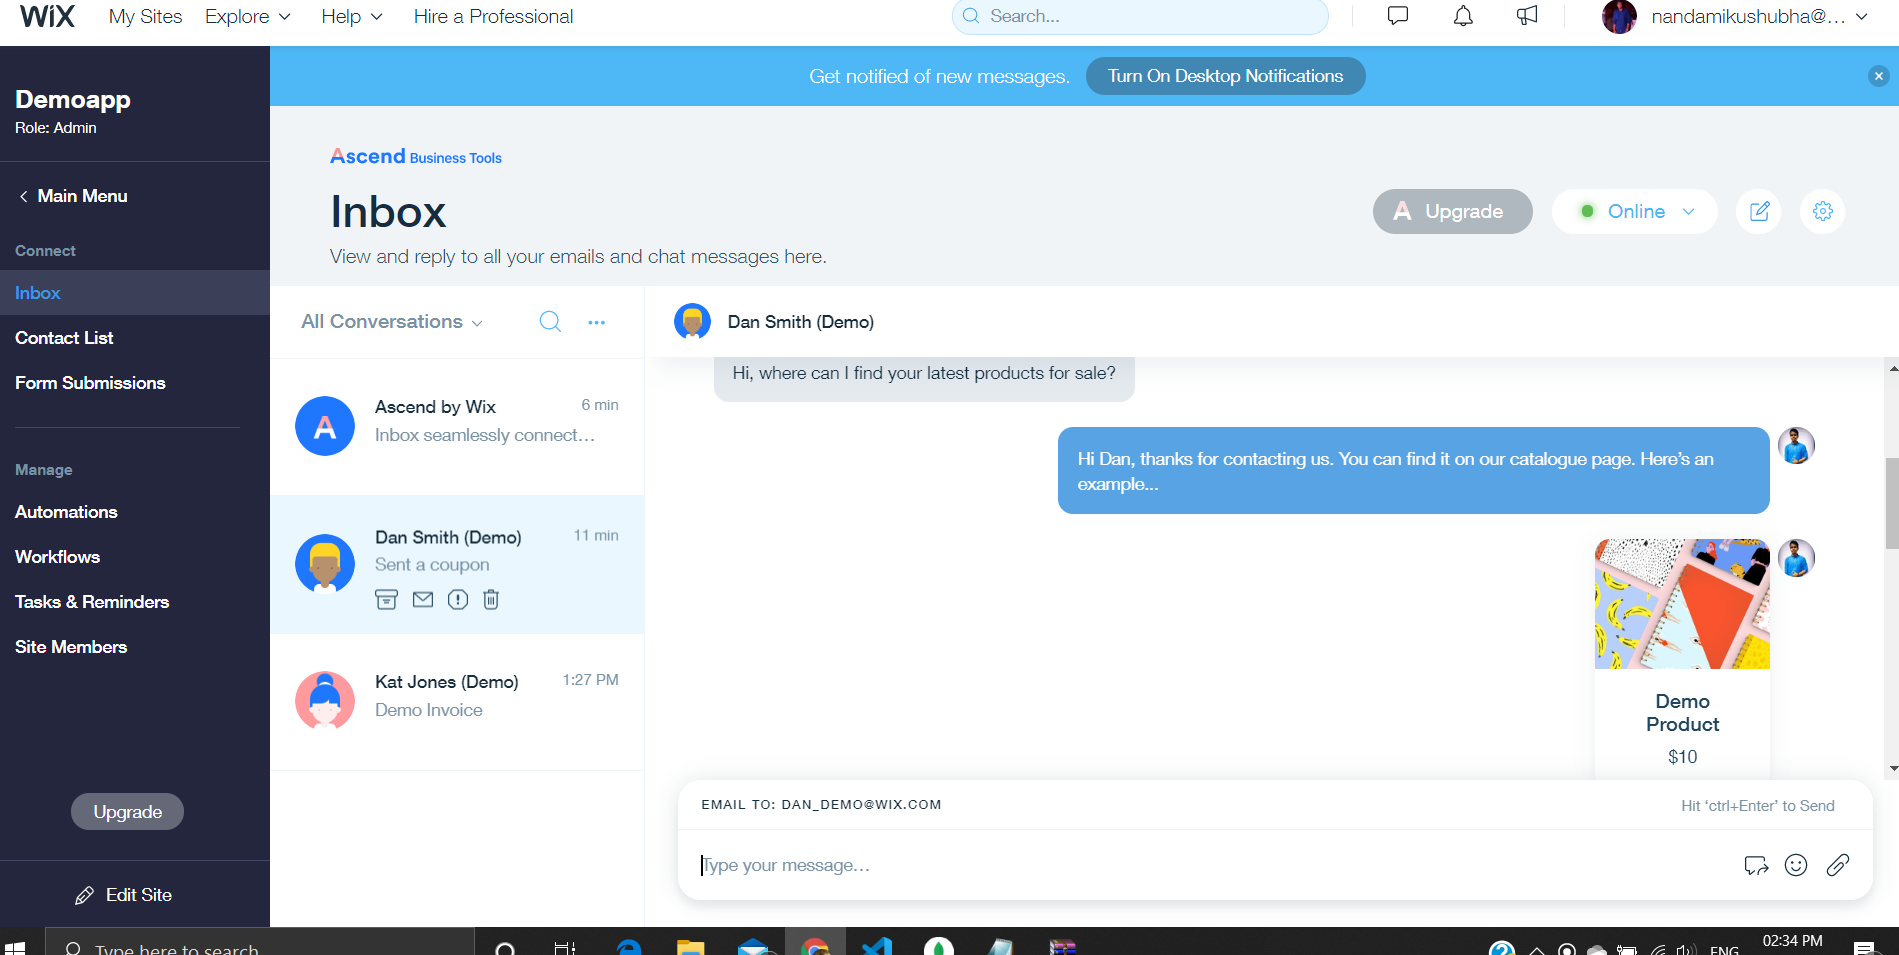 WiX My Sites Explore Help Hire a Professional Search... nandamikushubha@...
Get notified of new messages. Turn On Desktop Notifications
Demoapp
Role: Admin
Main Menu
Connect
Inbox
Contact List
Form Submissions
Manage
Automations
Workflows
Tasks & Reminders
Site Members
Upgrade
Edit Site
Ascend Business Tools
Inbox
View and reply to all your emails and chat messages here.
A Upgrade Online
All Conversations
A
Ascend by Wix 6 min
Inbox seamlessly connect...
Dan Smith (Demo) 11 min
Sent a coupon
Kat Jones (Demo) 1:27 PM
Demo Invoice
Dan Smith (Demo)
Hi, where can I find your latest products for sale?
Hi Dan, thanks for contacting us. You can find it on our catalogue page. Here's an
example...
Demo
Product
$10
EMAIL TO: DAN_DEMO@WIX.COM Hit 'ctrl+Enter' to Send
Type your message...
Type here to search ENG 02:34 PM